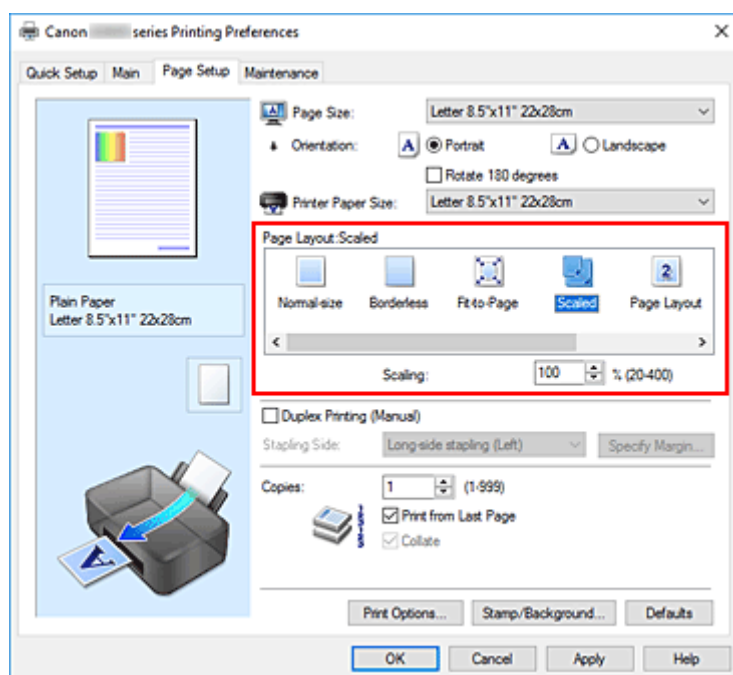 Canon series Printing Preferences
Quick Setup Main Page Setup Maintenance
Page Size: Letter 8.5"x11" 22x28cm
Orientation: A Portrait A Landscape
Rotate 180 degrees
Printer Paper Size: Letter 8.5"x11" 22x28cm
Page Layout:Scaled
Normal-size Borderless Fit-to-Page Scaled 2 Page Layout
Plain Paper
Letter 8.5"x11" 22x28cm
Scaling: 100 % (20-400)
Duplex Printing (Manual)
Stapling Side: Long-side stapling (Left) Specify Margin...
Copies: 1 (1-999)
Print from Last Page
Collate
A
Print Options... Stamp/Background... Defaults
OK Cancel Apply Help